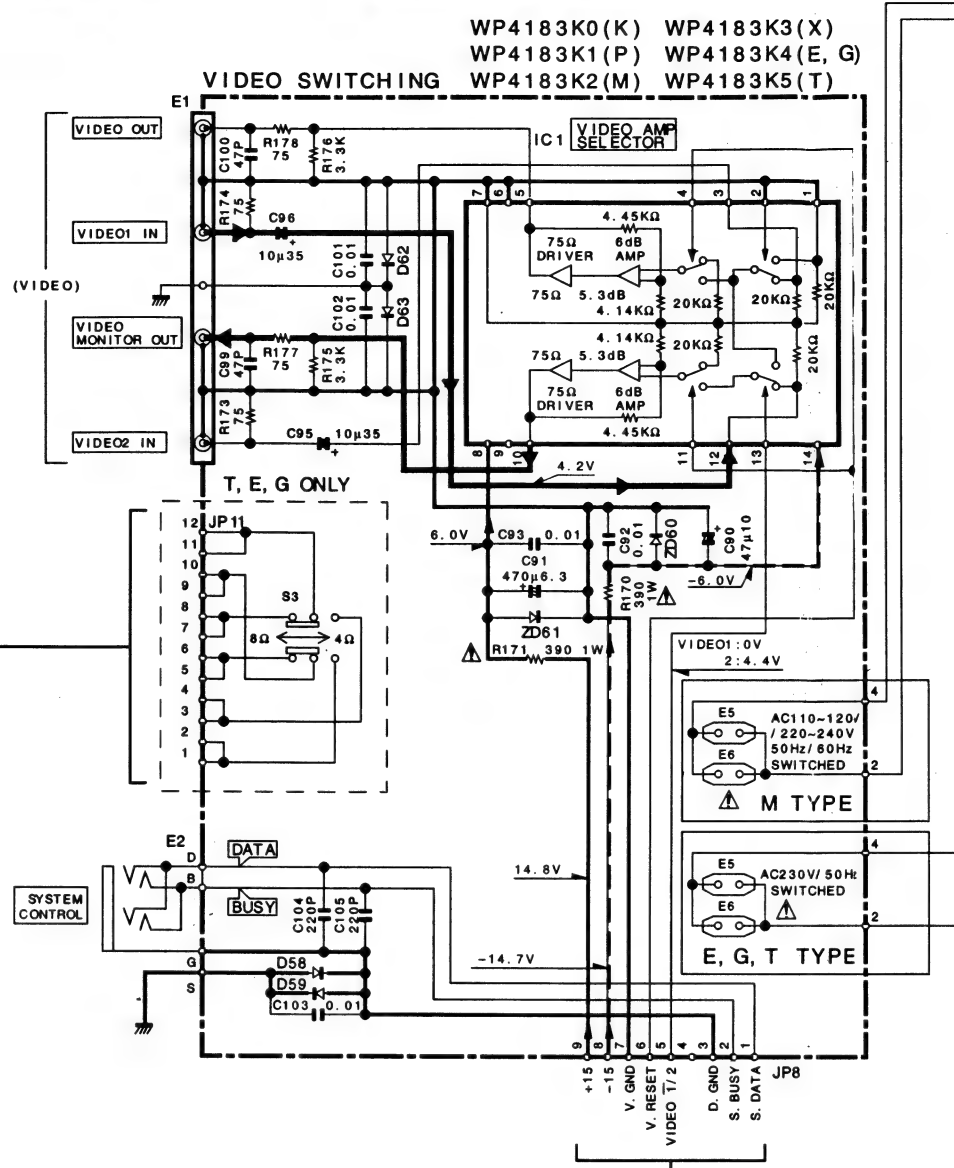 WP4183K0(K) WP4183K3(X)
WP4183K1(P) WP4183K4(E, G)
VIDEO SWITCHING WP4183K2(M) WP4183K5(T)
E1
VIDEO OUT
C100
47P
R178
75
R176
3.3K
IC1
VIDEO AMP
SELECTOR
R174
75
7 6 5 4 3 2 1
VIDEO1 IN
C96
10µ35
+
C101
0.01
D62
4.45KΩ
75Ω
DRIVER
6dB
AMP
75Ω
5.3dB
20KΩ
20KΩ
20KΩ
4.14KΩ
(VIDEO)
C102
0.01
D63
VIDEO
MONITOR OUT
C99
47P
R177
75
R175
3.3K
4.14KΩ
20KΩ
20KΩ
75Ω
5.3dB
75Ω
DRIVER
6dB
AMP
4.45KΩ
R173
75
VIDEO2 IN
C95
10µ35
+
8 9 10 11 12 13 14
4.2V
T, E, G ONLY
JP11
12
11
10
9
8
7
6
5
4
3
2
1
S3
8Ω
4Ω
6.0V
C93
0.01
C91
470µ6.3
+
ZD61
R171 390 1W
C92
0.01
ZD60
C90
47µ10
+
-6.0V
R170
390
1W
VIDEO1:0V
2:4.4V
4
E5
AC110~120/
/220~240V
50Hz/60Hz
SWITCHED
E6
2
M TYPE
4
E5
AC230V/50Hz
SWITCHED
E6
2
E, G, T TYPE
E2
D
DATA
B
BUSY
SYSTEM
CONTROL
C104
220P
C105
220P
14.8V
-14.7V
G
S
D58
D59
C103 0.01
9 8 7 6 5 4 3 2 1
JP8
+15
-15
V. GND
V. RESET
VIDEO 1/2
D. GND
S. BUSY
S. DATA